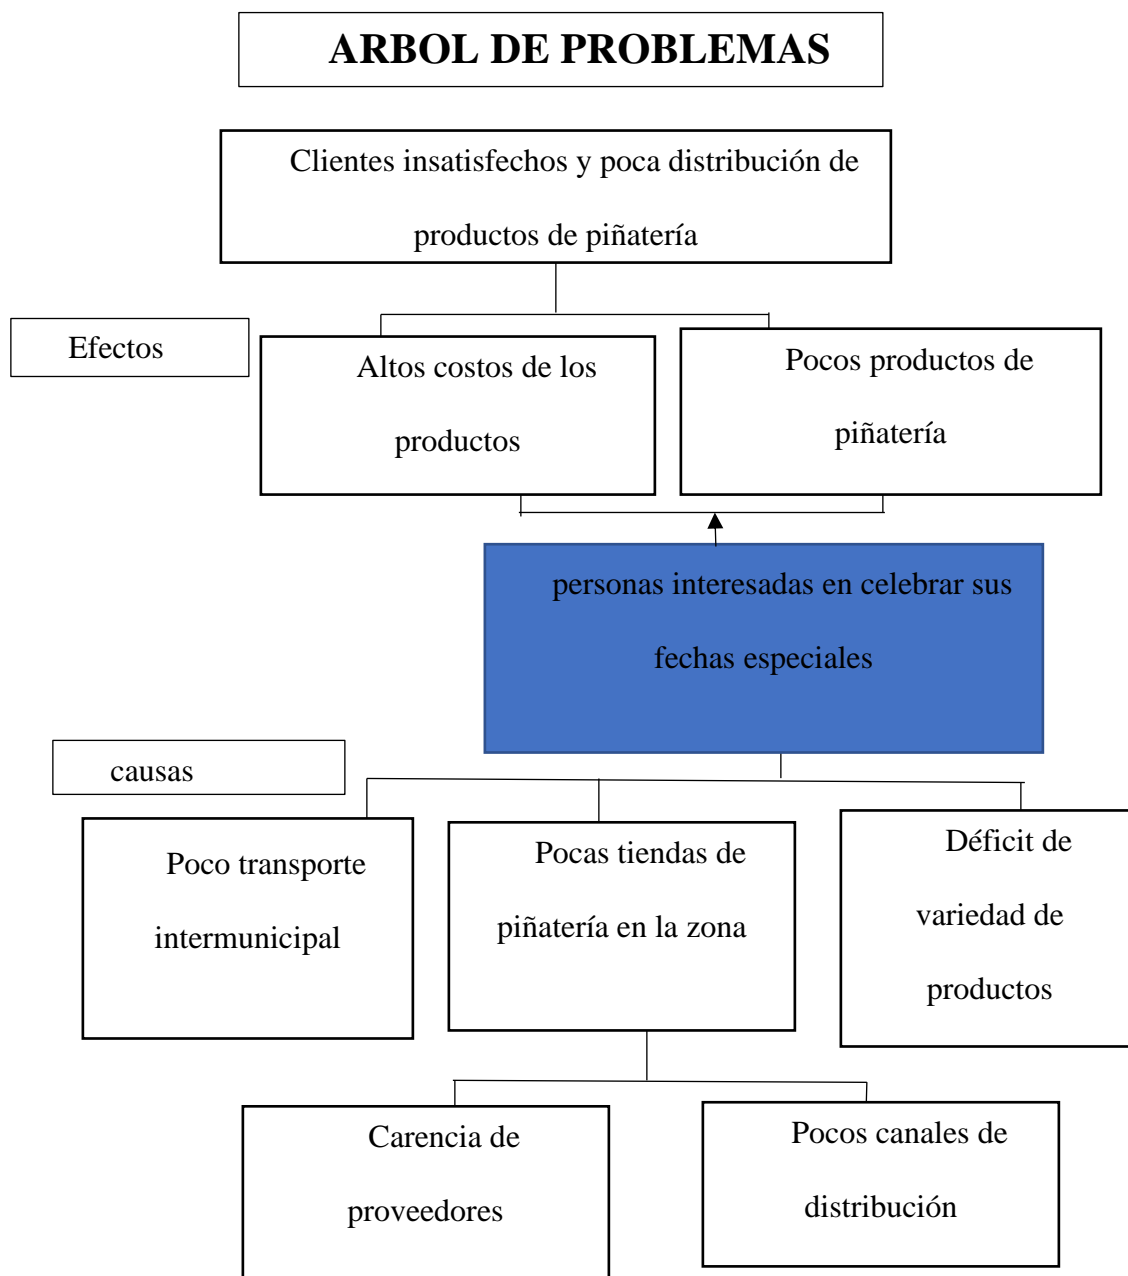 ARBOL DE PROBLEMAS
Clientes insatisfechos y poca distribución de
productos de piñatería
Efectos
Altos costos de los
productos
Pocos productos de
piñatería
personas interesadas en celebrar sus
fechas especiales
causas
Poco transporte
intermunicipal
Pocas tiendas de
piñatería en la zona
Déficit de
variedad de
productos
Carencia de
proveedores
Pocos canales de
distribución